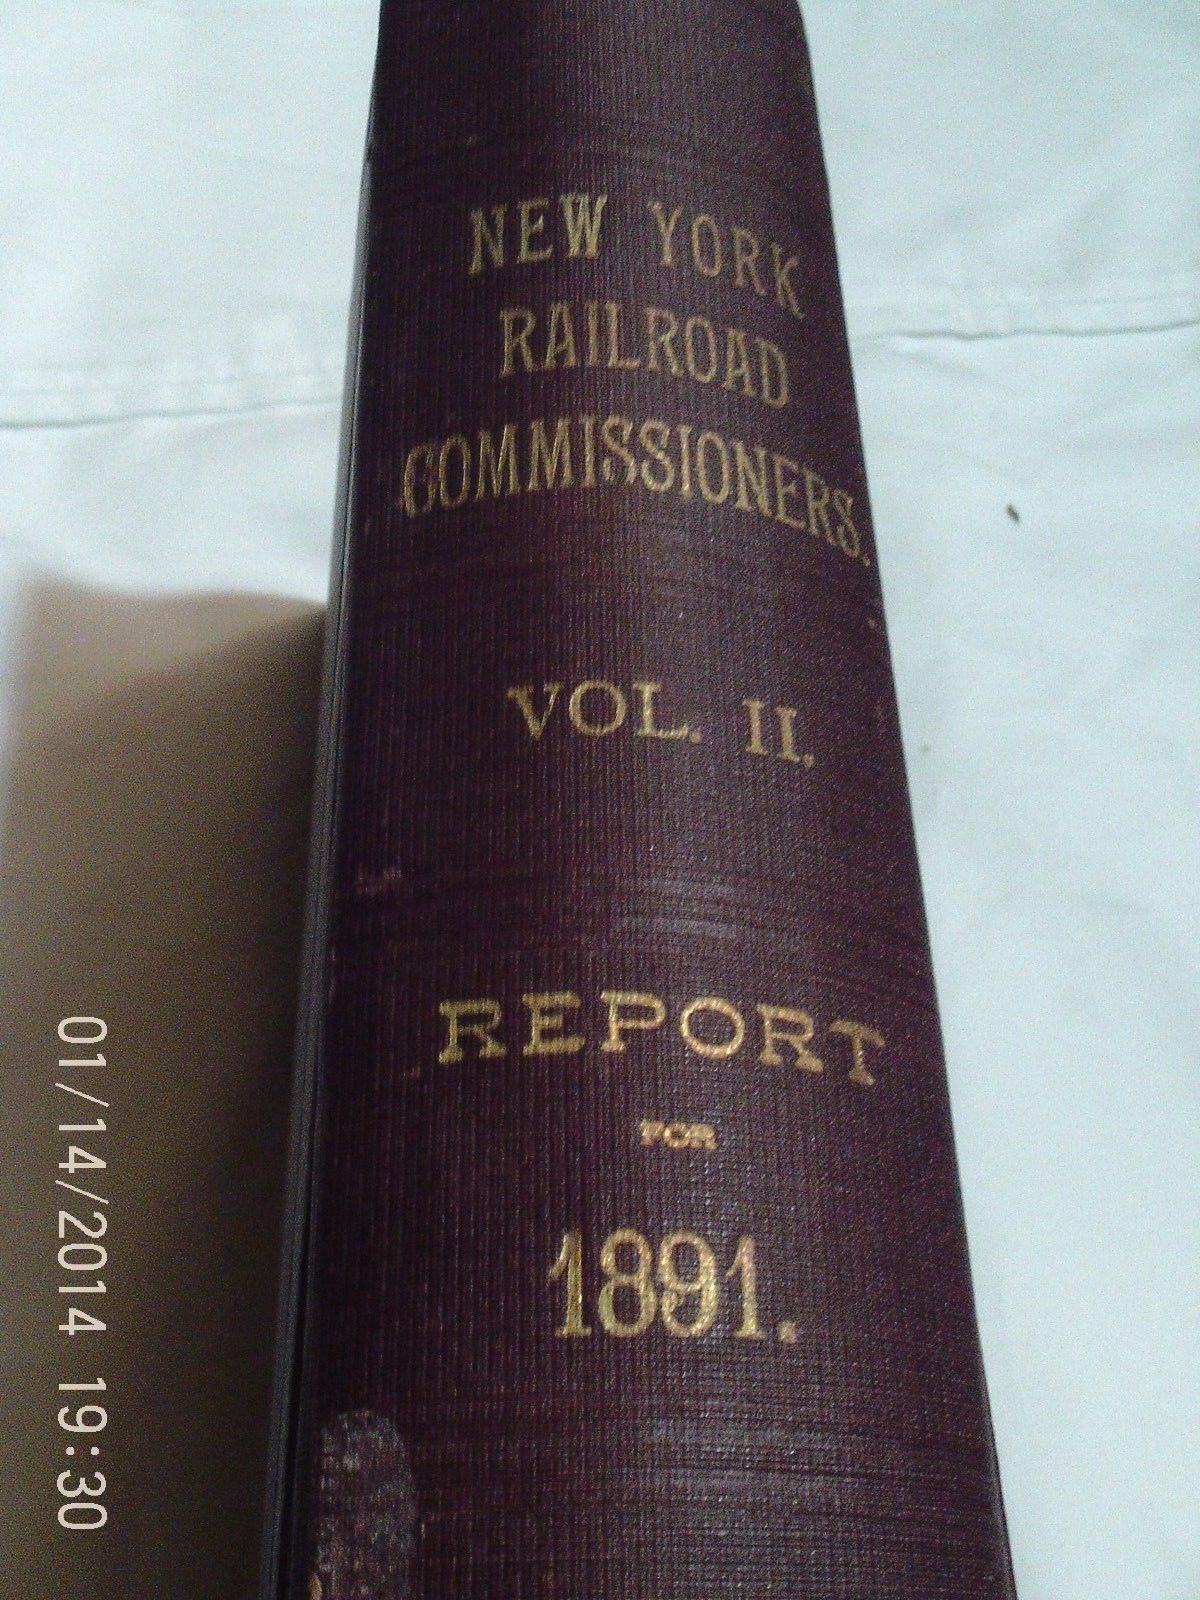 NEW YORK
RAILROAD
COMMISSIONERS.
VOL. II.
REPORT
FOR
1891.
01/14/2014 19:30